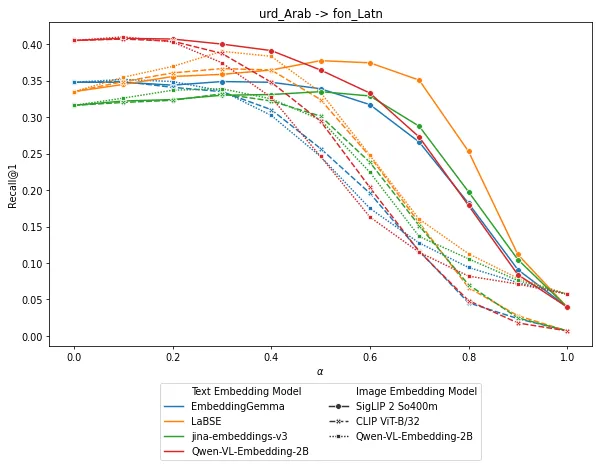 urd_Arab -> fon_Latn
Recall@1
0.40
0.35
0.30
0.25
0.20
0.15
0.10
0.05
0.00
0.0 0.2 0.4 0.6 0.8 1.0
α
Text Embedding Model
EmbeddingGemma
LaBSE
jina-embeddings-v3
Qwen-VL-Embedding-2B
Image Embedding Model
SigLIP 2 So400m
CLIP ViT-B/32
Qwen-VL-Embedding-2B